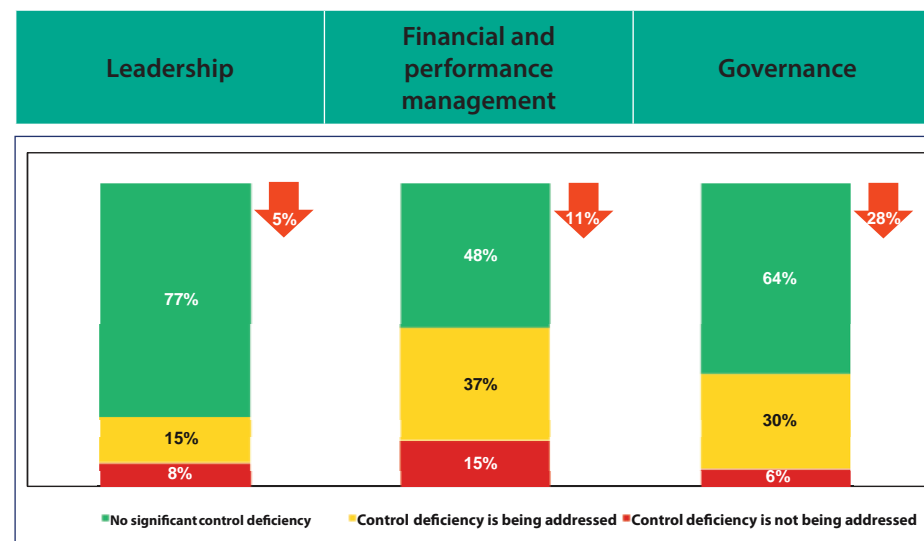 Leadership
Financial and
performance
management
Governance
5%
11%
28%
77%
48%
64%
15%
37%
30%
8%
15%
6%
No significant control deficiency
Control deficiency is being addressed
Control deficiency is not being addressed